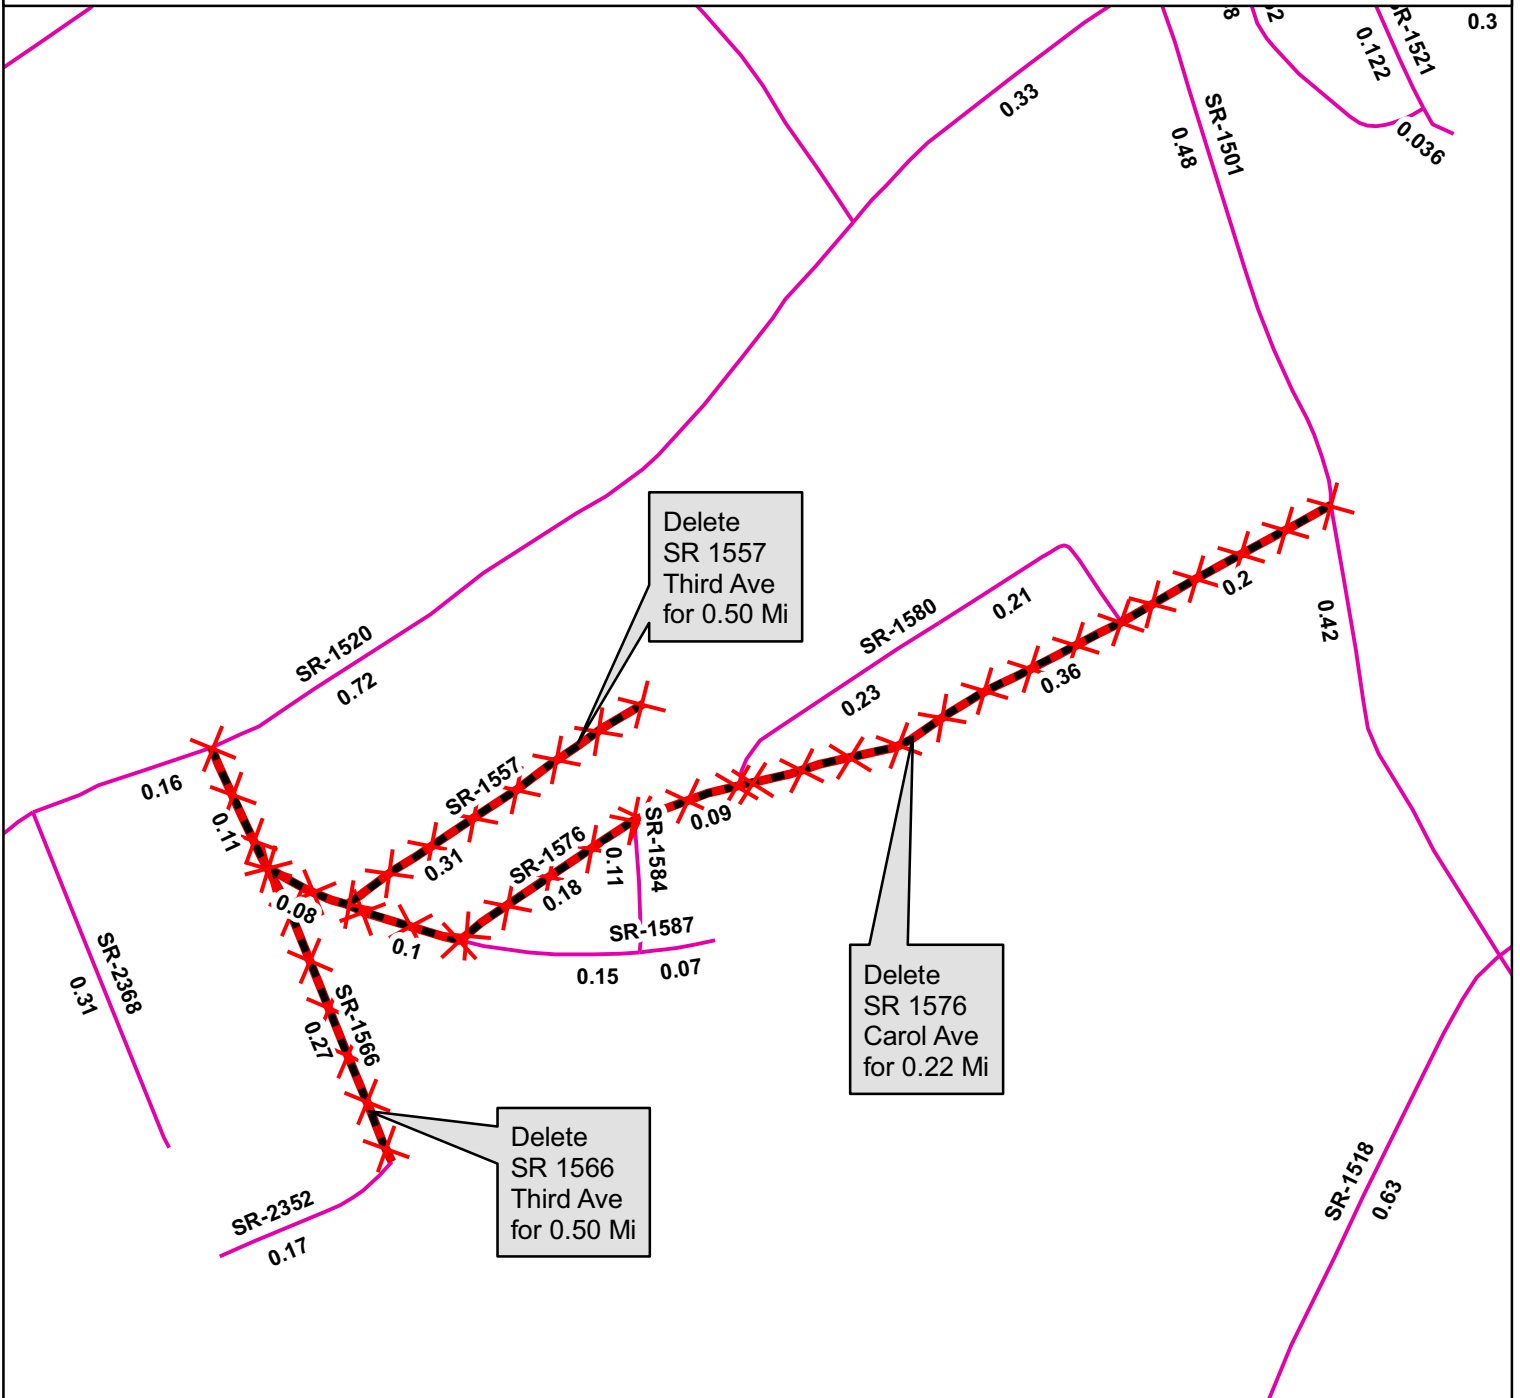 0.3
SR-1521
0.122
0.036
0.33
SR-1501
0.48
Delete
SR 1557
Third Ave
for 0.50 Mi
0.2
0.42
SR-1580
0.21
0.23
0.36
SR-1520
0.72
0.16
0.11
SR-1557
0.31
0.09
SR-1576
0.18
0.11
SR-1584
0.08
0.1
SR-1587
0.15
0.07
SR-2368
0.31
SR-1566
0.27
Delete
SR 1576
Carol Ave
for 0.22 Mi
Delete
SR 1566
Third Ave
for 0.50 Mi
SR-2352
0.17
SR-1518
0.63